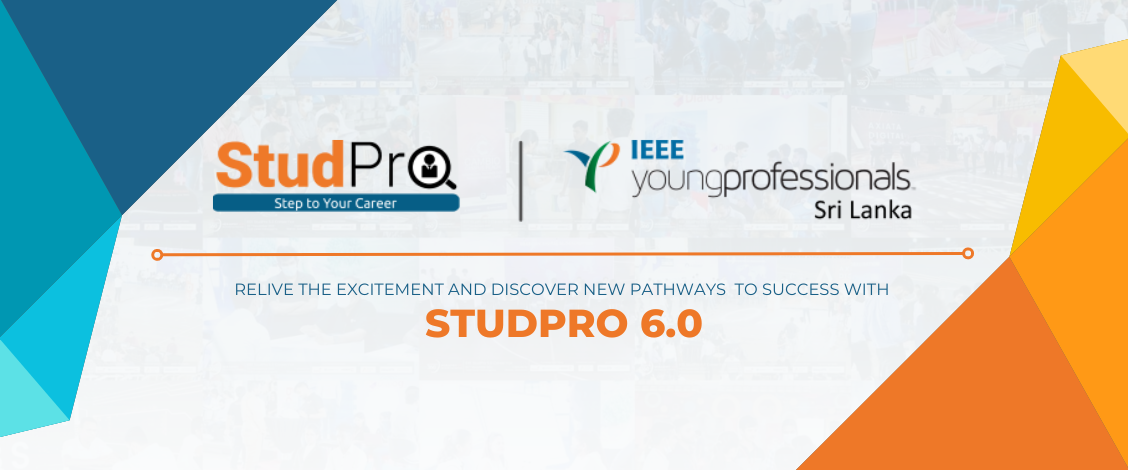 StudPro
Step to Your Career
IEEE
youngprofessionals
Sri Lanka
RELIVE THE EXCITEMENT AND DISCOVER NEW PATHWAYS TO SUCCESS WITH
STUDPRO 6.0